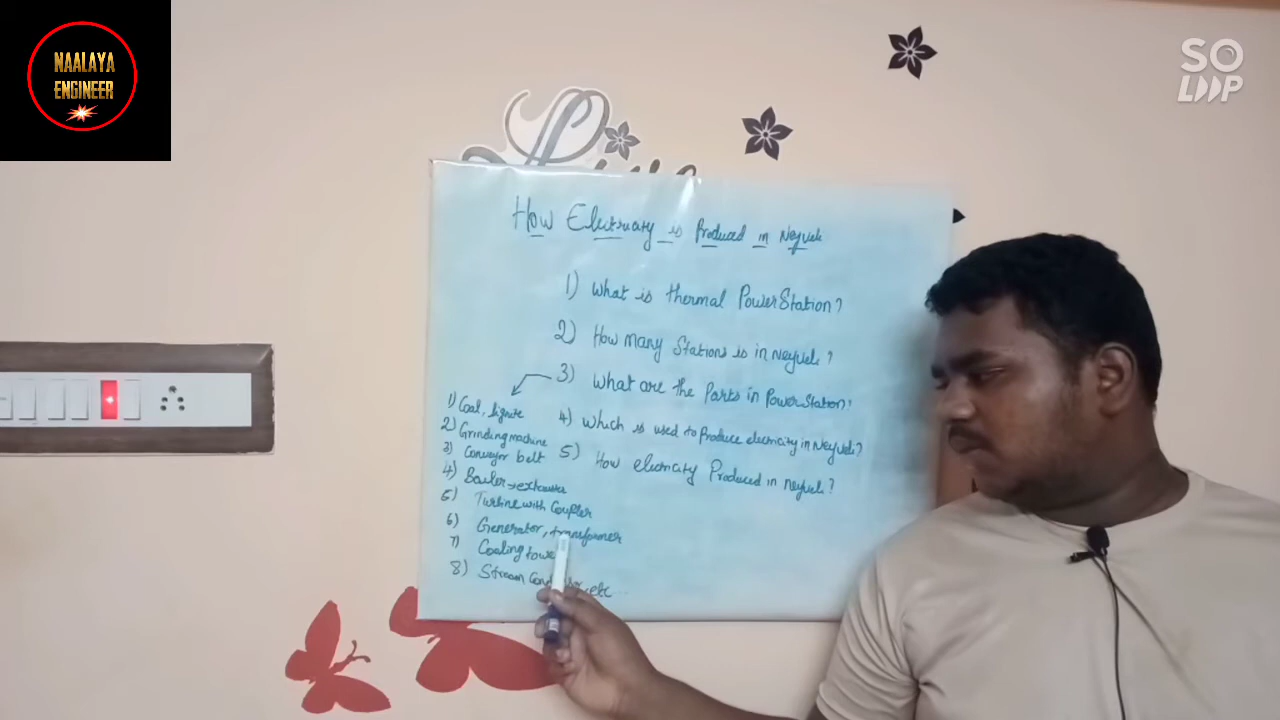 NAALAYA
ENGINEER
SO
LOOP
How Electricity is Produced in Neyveli
1) What is thermal Power Station?
2) How many Stations is in Neyveli?
3) What are the Parts in Power Station?
4) Which is used to Produce electricity in Neyveli?
5) How electricity Produced in Neyveli?
1) Coal, lignite
2) Grinding machine
3) Conveyor belt
4) Boiler → exhauster
5) Turbine with Coupler
6) Generator, transformer
7) Cooling
8) etc...